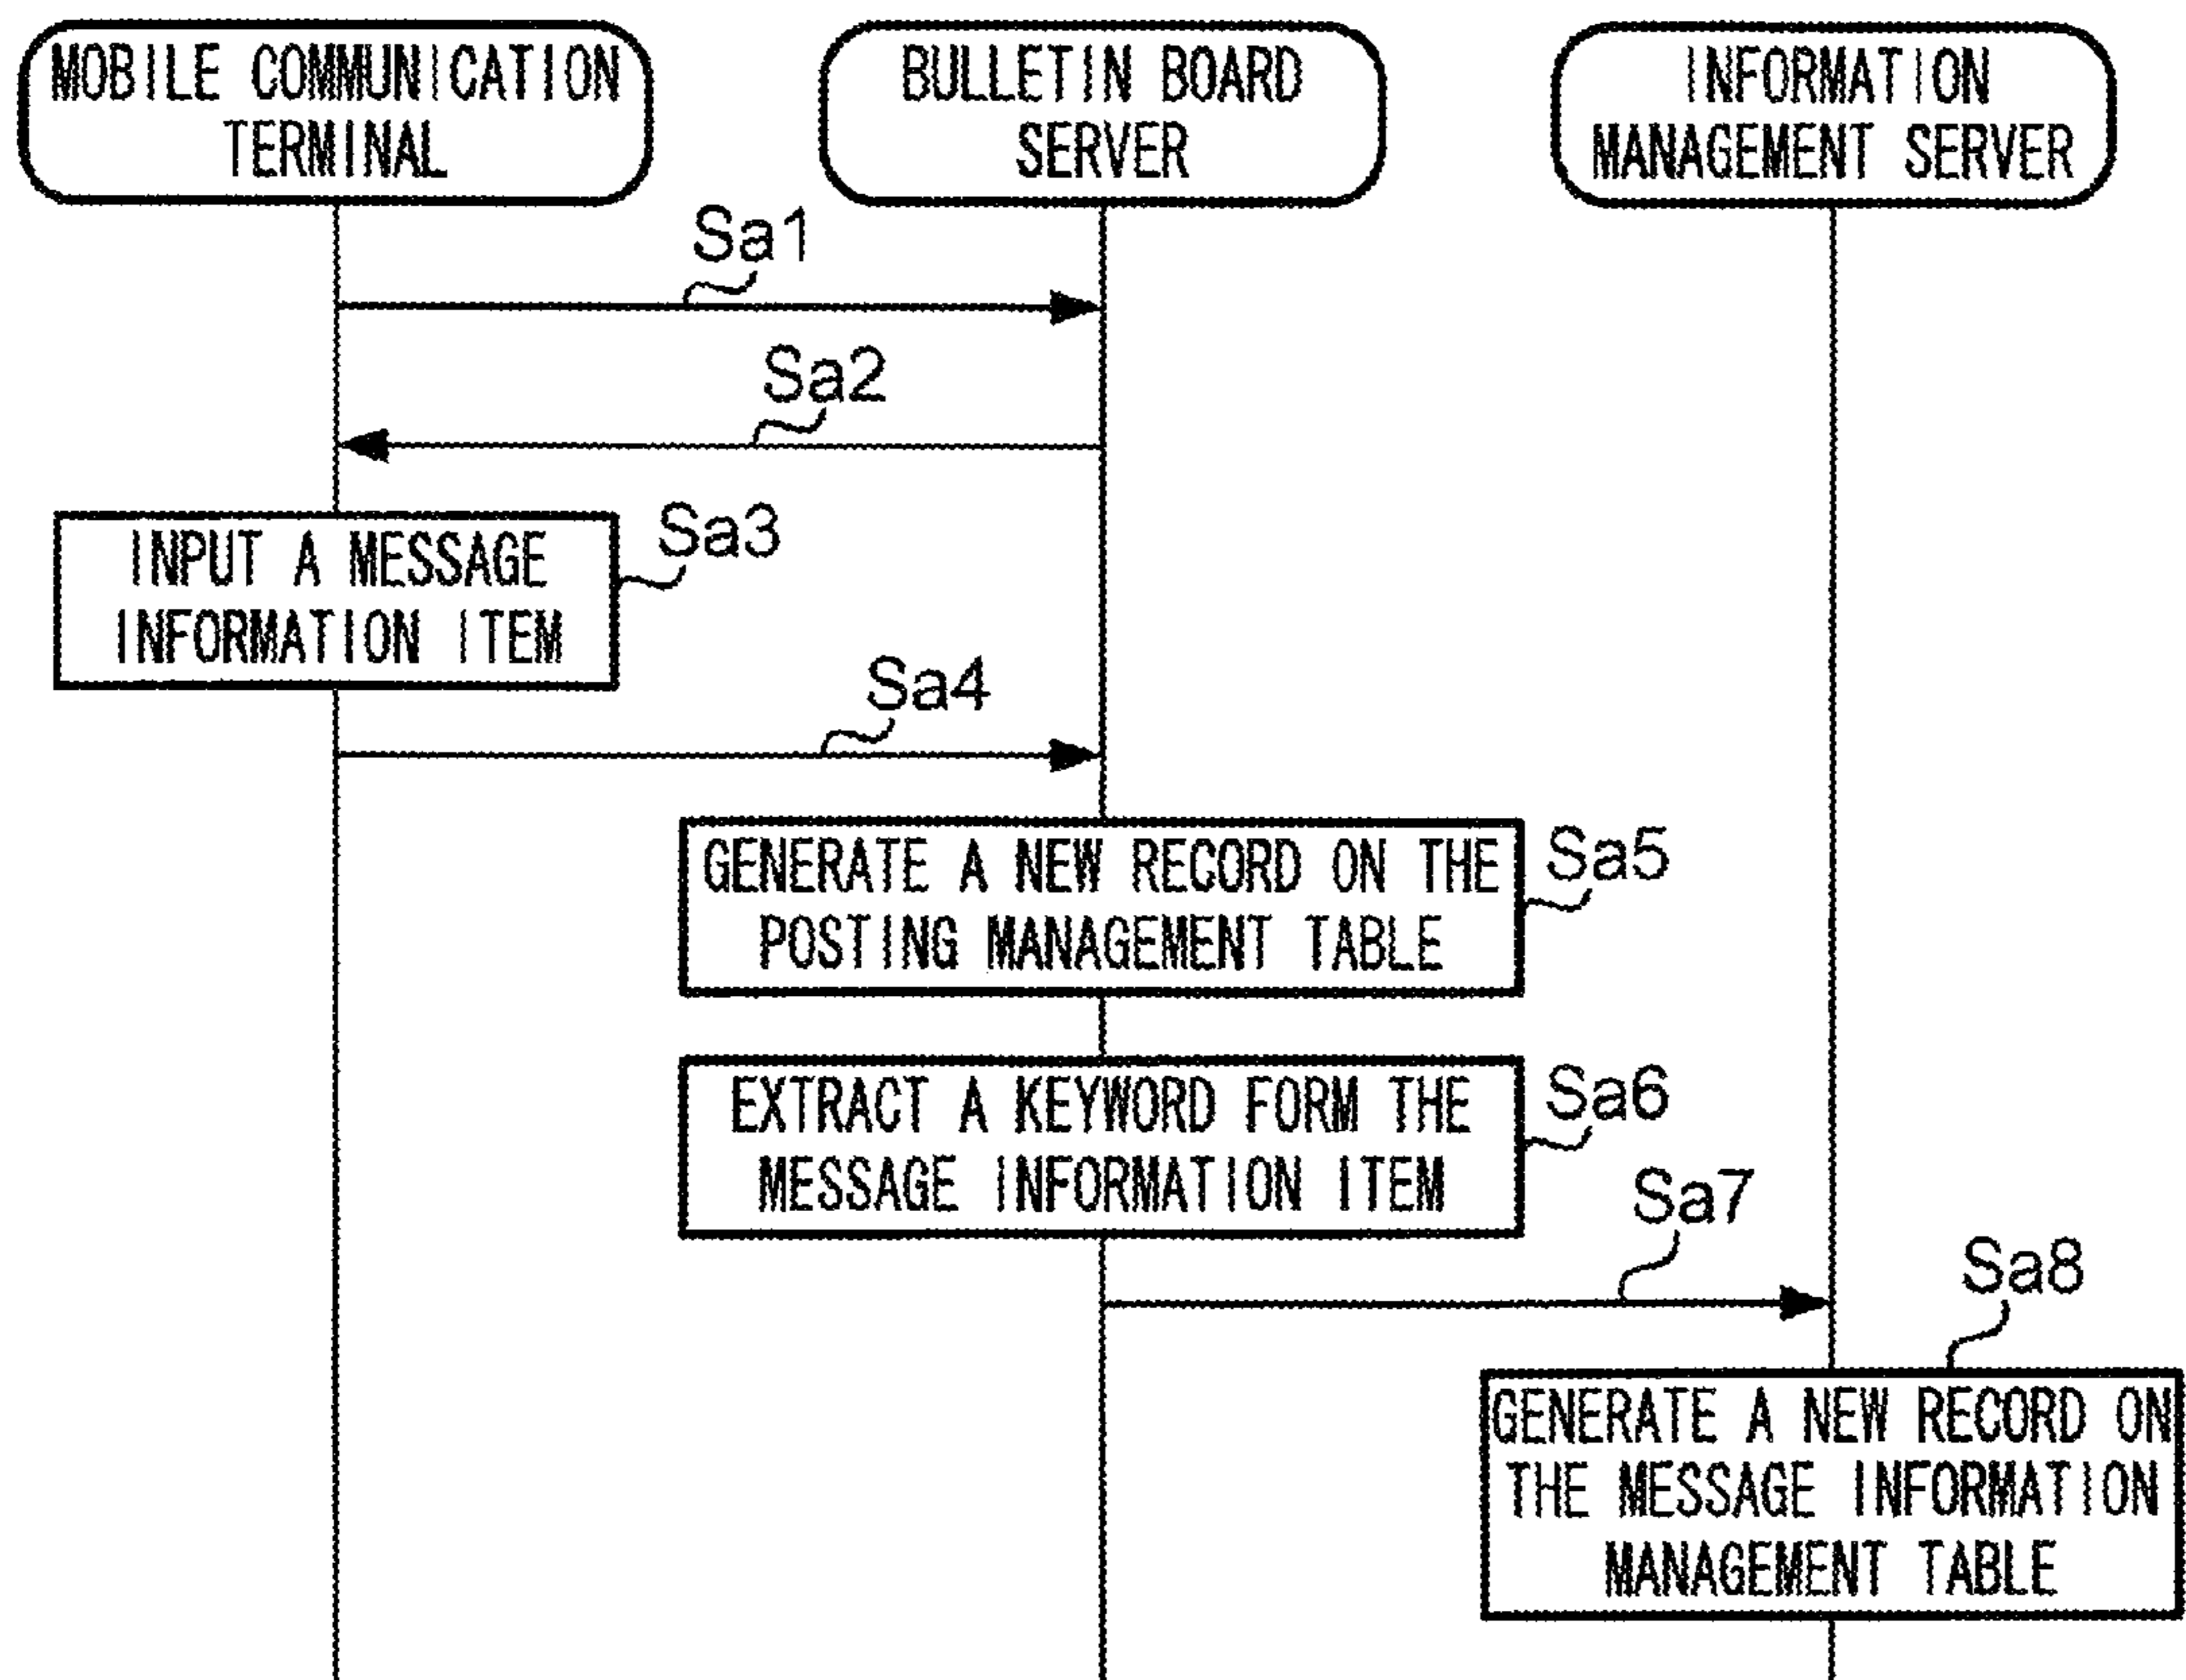 MOBILE COMMUNICATION
TERMINAL
BULLETIN BOARD
SERVER
INFORMATION
MANAGEMENT SERVER
Sa1
Sa2
INPUT A MESSAGE
INFORMATION ITEM
Sa3
Sa4
GENERATE A NEW RECORD ON THE
POSTING MANAGEMENT TABLE
Sa5
EXTRACT A KEYWORD FORM THE
MESSAGE INFORMATION ITEM
Sa6
Sa7
Sa8
GENERATE A NEW RECORD ON
THE MESSAGE INFORMATION
MANAGEMENT TABLE